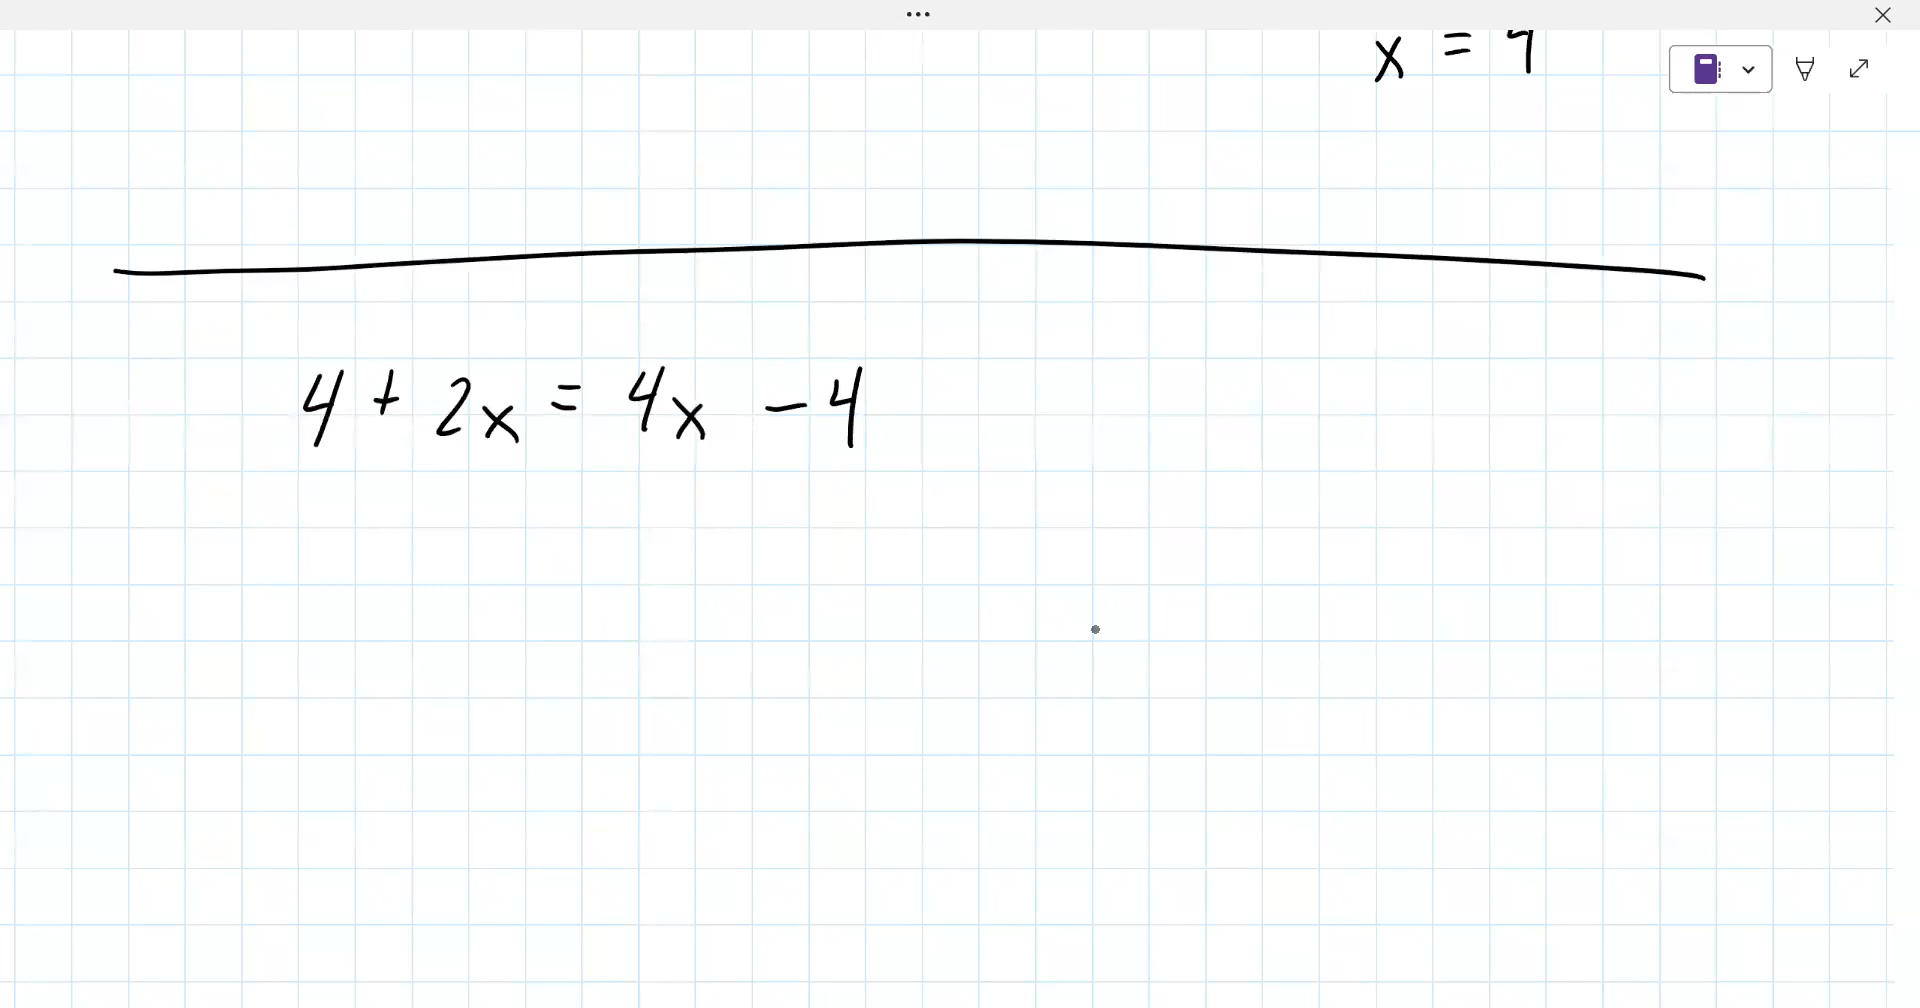 x = 4
4 + 2x = 4x - 4